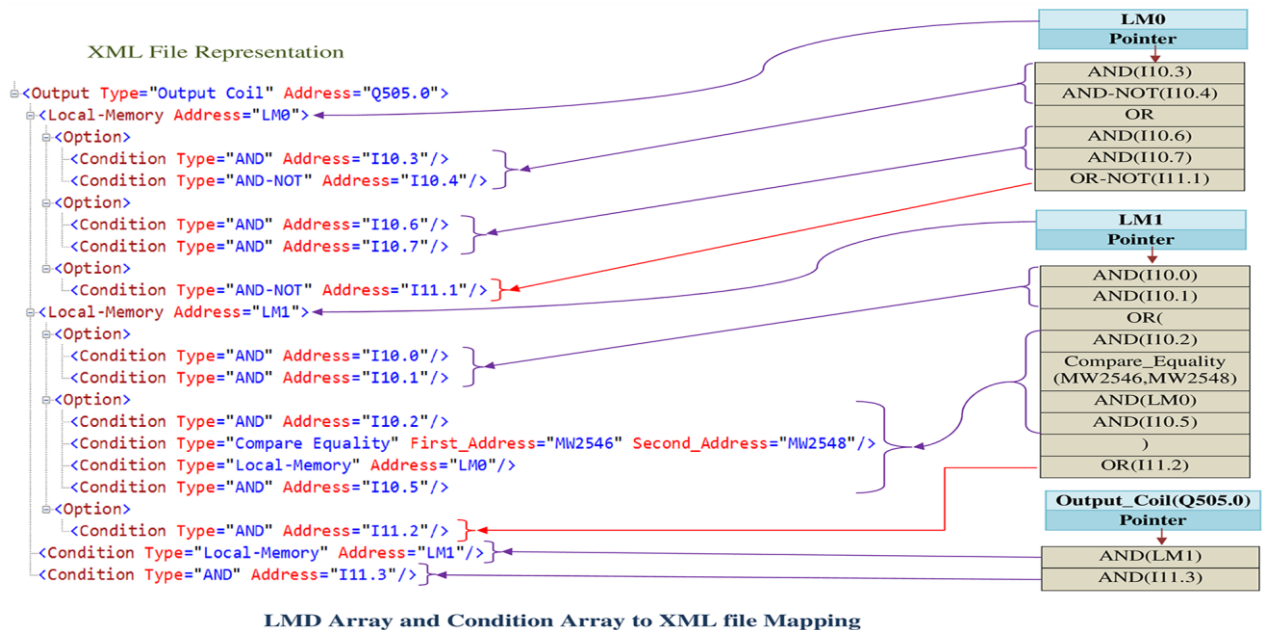 XML File Representation
<Output Type="Output Coil" Address="Q505.0">
<Local-Memory Address="LM0">
<Option>
<Condition Type="AND" Address="I10.3"/>
<Condition Type="AND-NOT" Address="I10.4"/>
<Option>
<Condition Type="AND" Address="I10.6"/>
<Condition Type="AND" Address="I10.7"/>
<Option>
<Condition Type="AND-NOT" Address="I11.1"/>
<Local-Memory Address="LM1">
<Option>
<Condition Type="AND" Address="I10.0"/>
<Condition Type="AND" Address="I10.1"/>
<Option>
<Condition Type="AND" Address="I10.2"/>
<Condition Type="Compare Equality" First_Address="MW2546" Second_Address="MW2548"/>
<Condition Type="Local-Memory" Address="LM0"/>
<Condition Type="AND" Address="I10.5"/>
<Option>
<Condition Type="AND" Address="I11.2"/>
<Condition Type="Local-Memory" Address="LM1"/>
<Condition Type="AND" Address="I11.3"/>
LM0
Pointer
AND(I10.3)
AND-NOT(I10.4)
OR
AND(I10.6)
AND(I10.7)
OR-NOT(I11.1)
LM1
Pointer
AND(I10.0)
AND(I10.1)
OR(
AND(I10.2)
Compare_Equality
(MW2546,MW2548)
AND(LM0)
AND(I10.5)
)
OR(I11.2)
Output_Coil(Q505.0)
Pointer
AND(LM1)
AND(I11.3)
LMD Array and Condition Array to XML file Mapping